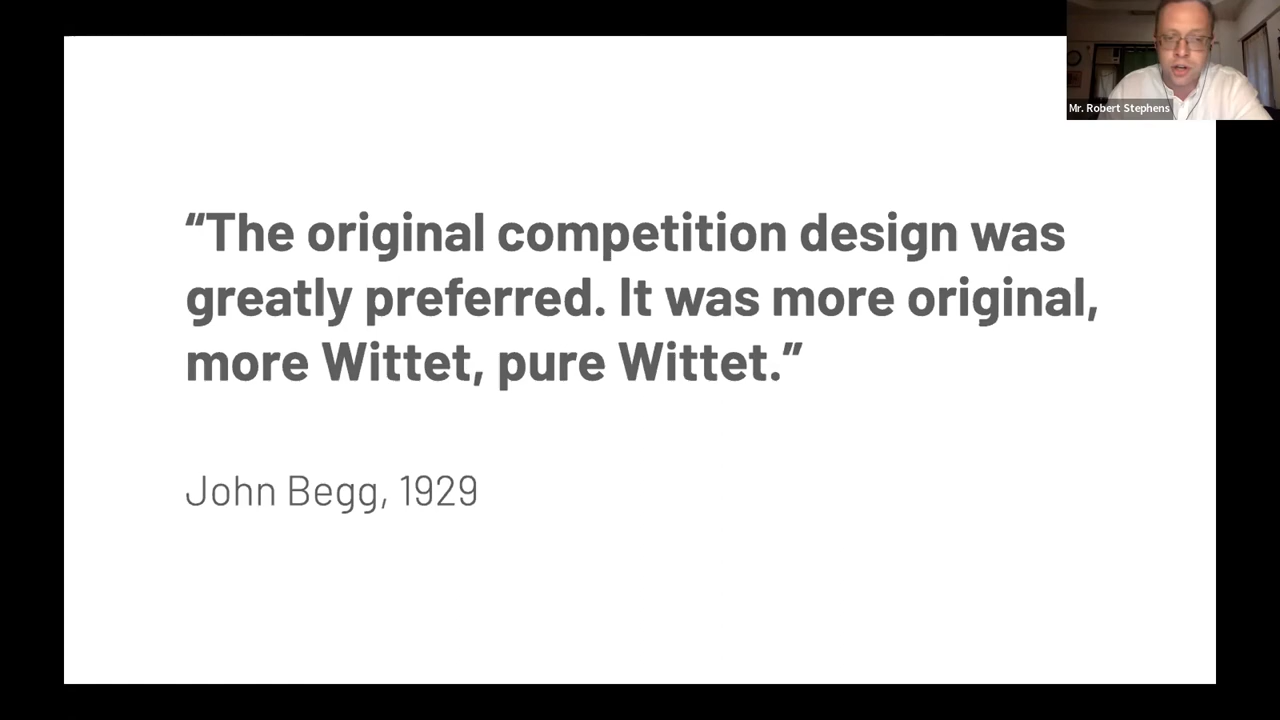 Mr. Robert Stephens
“The original competition design was
greatly preferred. It was more original,
more Wittet, pure Wittet.”
John Begg, 1929